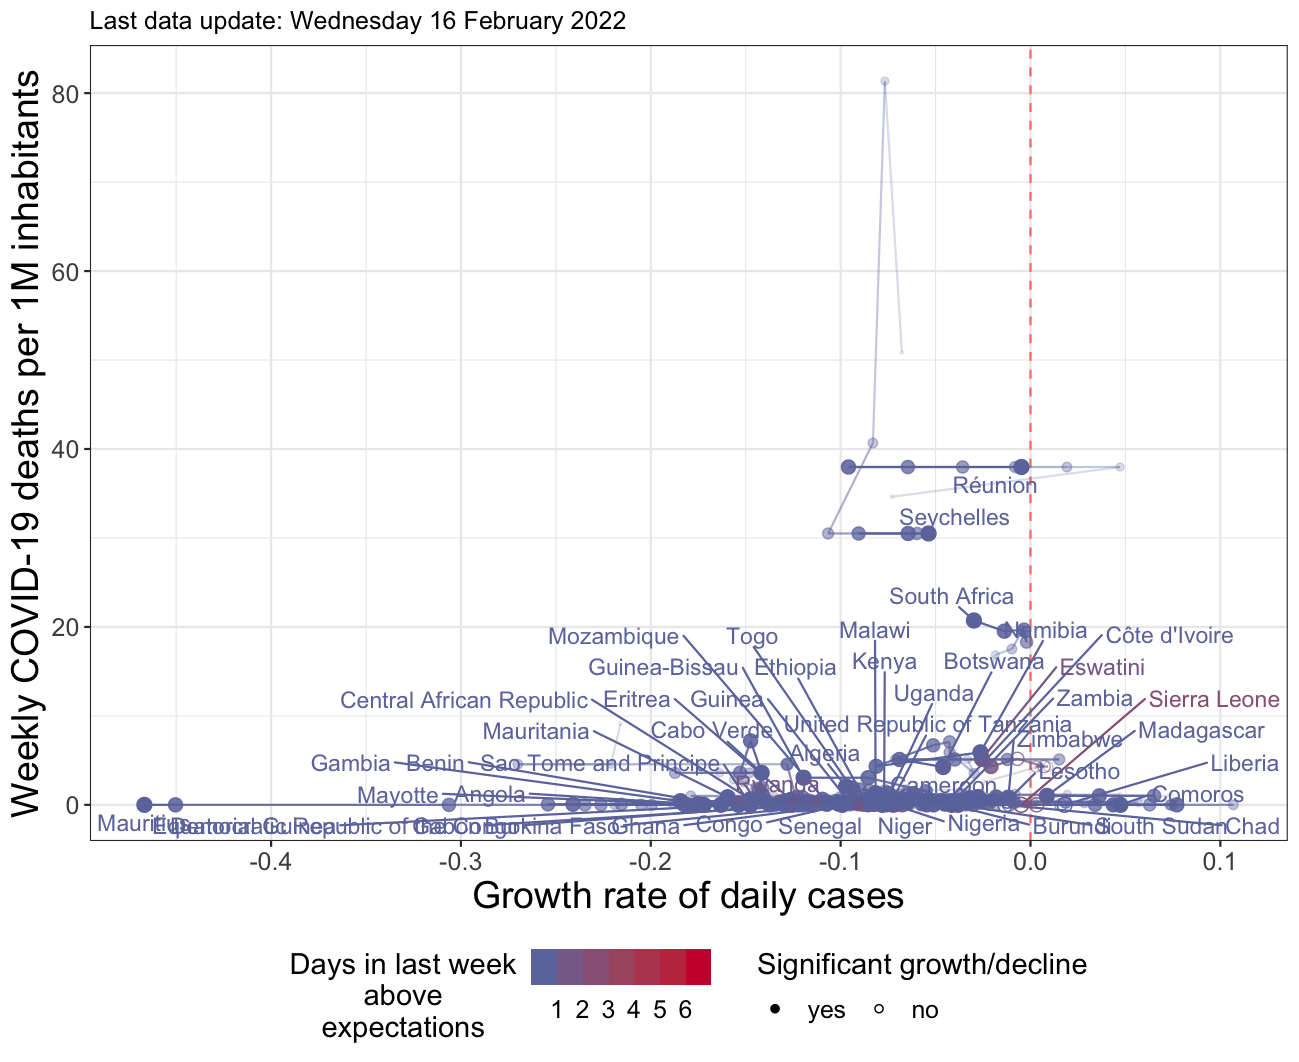 Last data update: Wednesday 16 February 2022
Weekly COVID-19 deaths per 1M inhabitants
80
60
40
20
0
Réunion
Seychelles
South Africa
Mozambique
Togo
Malawi
Namibia
Côte d'Ivoire
Guinea-Bissau
Ethiopia
Kenya
Botswana
Eswatini
Central African Republic
Eritrea
Guinea
Uganda
Zambia
Sierra Leone
Mauritania
Cabo Verde
United Republic of Tanzania
Zimbabwe
Madagascar
Gambia
Benin
Sao Tome and Principe
Algeria
Lesotho
Liberia
Mayotte
Angola
Rwanda
Cameroon
Comoros
Burkina Faso
Ghana
Congo
Senegal
Niger
Nigeria
Burundi
South Sudan
Chad
-0.4
-0.3
-0.2
-0.1
0.0
0.1
Growth rate of daily cases
Days in last week
above
expectations
1 2 3 4 5 6
Significant growth/decline
yes
no